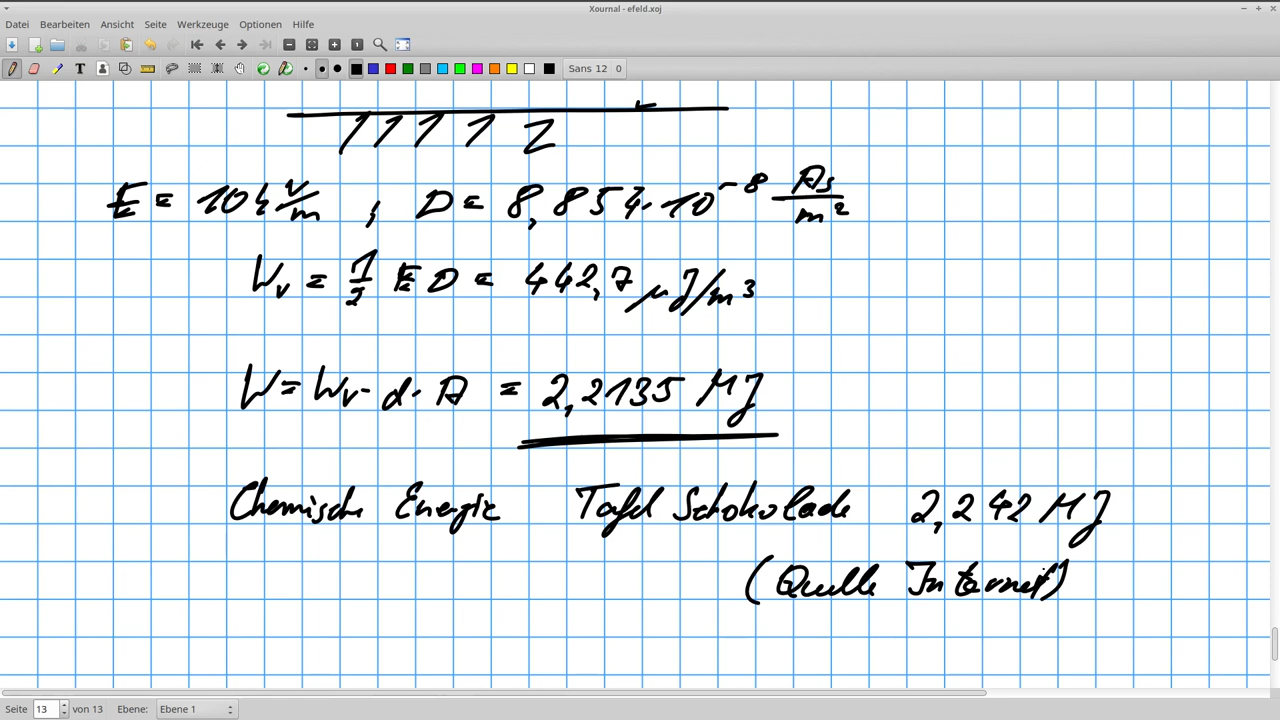 Xournal - efeld.xoj
Datei Bearbeiten Ansicht Seite Werkzeuge Optionen Hilfe
Sans 12 0
E = 10 k V/m ; D = 8,854 · 10^-8 As/m²
W_v = 1/2 E D = 442,7 μJ/m³
W = W_v · d · A = 2,2135 MJ
Chemische Energie Tafel Schokolade 2,242 MJ
(Quelle Internet)
Seite 13 von 13 Ebene: Ebene 1